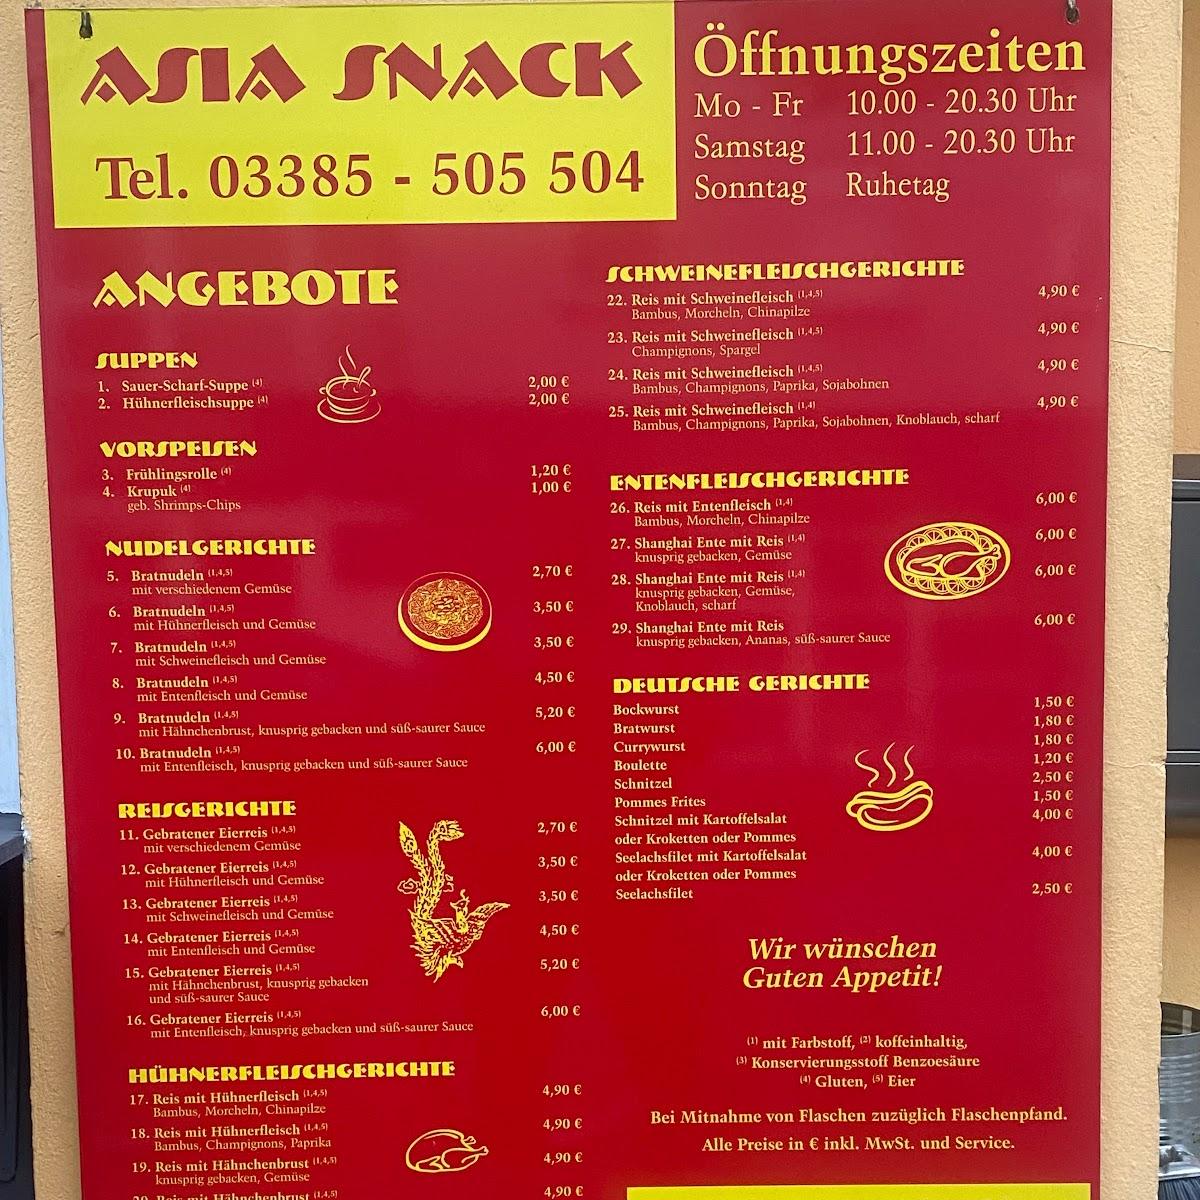 ASIA SNACK
Tel. 03385 - 505 504
Öffnungszeiten
Mo - Fr 10.00 - 20.30 Uhr
Samstag 11.00 - 20.30 Uhr
Sonntag Ruhetag
ANGEBOTE
SUPPEN
1. Sauer-Scharf-Suppe (4) 2,00 €
2. Hühnerfleischsuppe (4) 2,00 €
VORSPEISEN
3. Frühlingsrolle (4) 1,20 €
4. Krupuk (4) 1,00 €
geb. Shrimps-Chips
NUDELGERICHTE
5. Bratnudeln (1,4,5) 2,70 €
mit verschiedenem Gemüse
6. Bratnudeln (1,4,5) 3,50 €
mit Hühnerfleisch und Gemüse
7. Bratnudeln (1,4,5) 3,50 €
mit Schweinefleisch und Gemüse
8. Bratnudeln (1,4,5) 4,50 €
mit Entenfleisch und Gemüse
9. Bratnudeln (1,4,5) 5,20 €
mit Hähnchenbrust, knusprig gebacken und süß-saurer Sauce
10. Bratnudeln (1,4,5) 6,00 €
mit Entenfleisch, knusprig gebacken und süß-saurer Sauce
REISGERICHTE
11. Gebratener Eierreis (1,4,5) 2,70 €
mit verschiedenem Gemüse
12. Gebratener Eierreis (1,4,5) 3,50 €
mit Hühnerfleisch und Gemüse
13. Gebratener Eierreis (1,4,5) 3,50 €
mit Schweinefleisch und Gemüse
14. Gebratener Eierreis (1,4,5) 4,50 €
mit Entenfleisch und Gemüse
15. Gebratener Eierreis (1,4,5) 5,20 €
mit Hähnchenbrust, knusprig gebacken
und süß-saurer Sauce
16. Gebratener Eierreis (1,4,5) 6,00 €
mit Entenfleisch, knusprig gebacken und süß-saurer Sauce
HÜHNERFLEISCHGERICHTE
17. Reis mit Hühnerfleisch (1,4,5) 4,90 €
Bambus, Morcheln, Chinapilze
18. Reis mit Hühnerfleisch (1,4,5) 4,90 €
Bambus, Champignons, Paprika
19. Reis mit Hähnchenbrust (1,4,5) 4,90 €
knusprig gebacken, Gemüse
20. Reis mit Hähnchenbrust (1,4,5) 4,90 €
SCHWEINEFLEISCHGERICHTE
22. Reis mit Schweinefleisch (1,4,5) 4,90 €
Bambus, Morcheln, Chinapilze
23. Reis mit Schweinefleisch (1,4,5) 4,90 €
Champignons, Spargel
24. Reis mit Schweinefleisch (1,4,5) 4,90 €
Bambus, Champignons, Paprika, Sojabohnen
25. Reis mit Schweinefleisch (1,4) 4,90 €
Bambus, Champignons, Paprika, Sojabohnen, Knoblauch, scharf
ENTENFLEISCHGERICHTE
26. Reis mit Entenfleisch (1,4) 6,00 €
Bambus, Morcheln, Chinapilze
27. Shanghai Ente mit Reis (1,4) 6,00 €
knusprig gebacken, Gemüse
28. Shanghai Ente mit Reis (1,4) 6,00 €
knusprig gebacken, Gemüse,
Knoblauch, scharf
29. Shanghai Ente mit Reis 6,00 €
knusprig gebacken, Ananas, süß-saurer Sauce
DEUTSCHE GERICHTE
Bockwurst 1,50 €
Bratwurst 1,80 €
Currywurst 1,80 €
Boulette 1,20 €
Schnitzel 2,50 €
Pommes Frites 1,50 €
Schnitzel mit Kartoffelsalat 4,00 €
oder Kroketten oder Pommes
Seelachsfilet mit Kartoffelsalat 4,00 €
oder Kroketten oder Pommes
Seelachsfilet 2,50 €
Wir wünschen
Guten Appetit!
(1) mit Farbstoff, (2) koffeinhaltig,
(3) Konservierungsstoff Benzoesäure
(4) Gluten, (5) Eier
Bei Mitnahme von Flaschen zuzüglich Flaschenpfand.
Alle Preise in € inkl. MwSt. und Service.